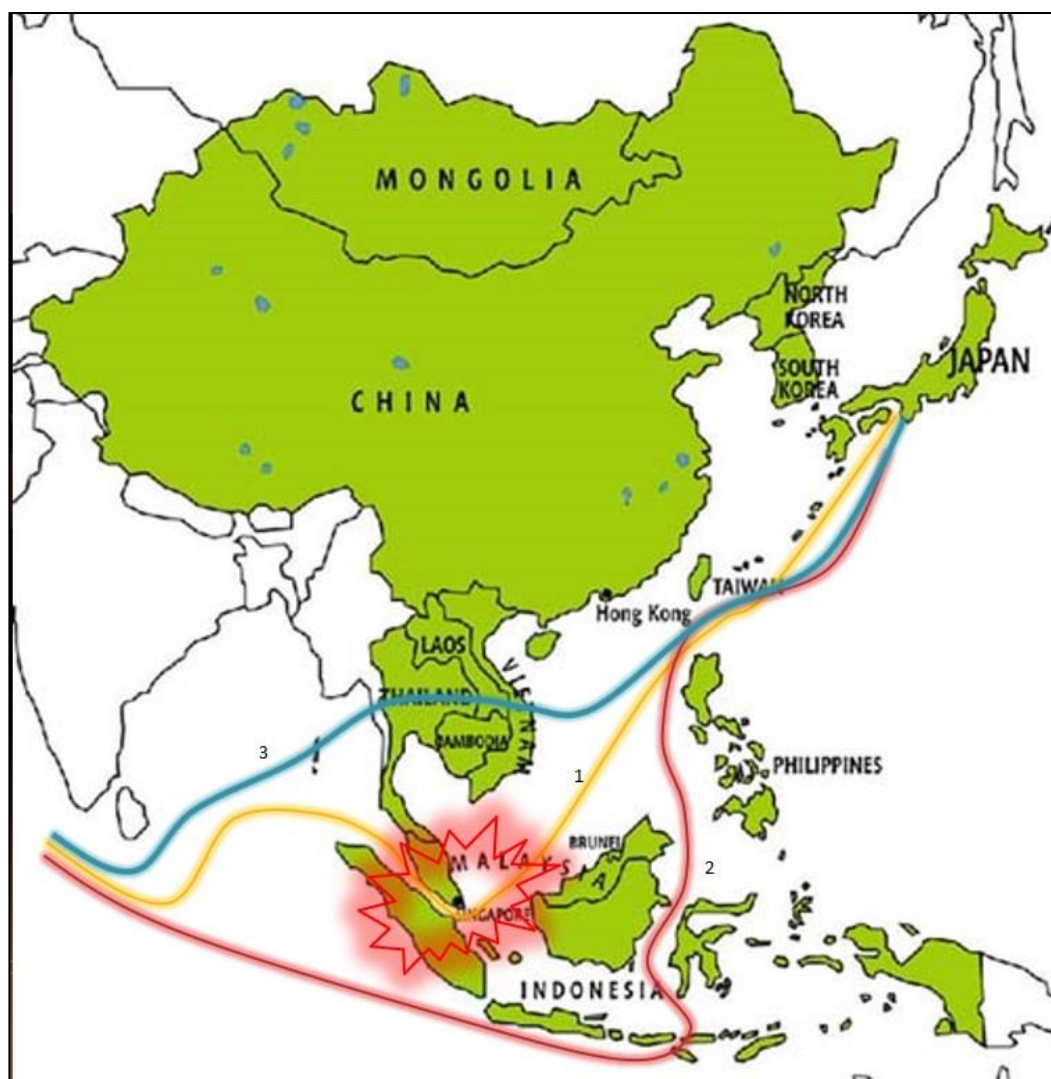 MONGOLIA
NORTH
KOREA
JAPAN
SOUTH
KOREA
CHINA
TAIWAN
Hong Kong
LAOS
VIETNAM
THAILAND
CAMBODIA
3
1
PHILIPPINES
BRUNEI
MALAYSIA
2
SINGAPORE
INDONESIA